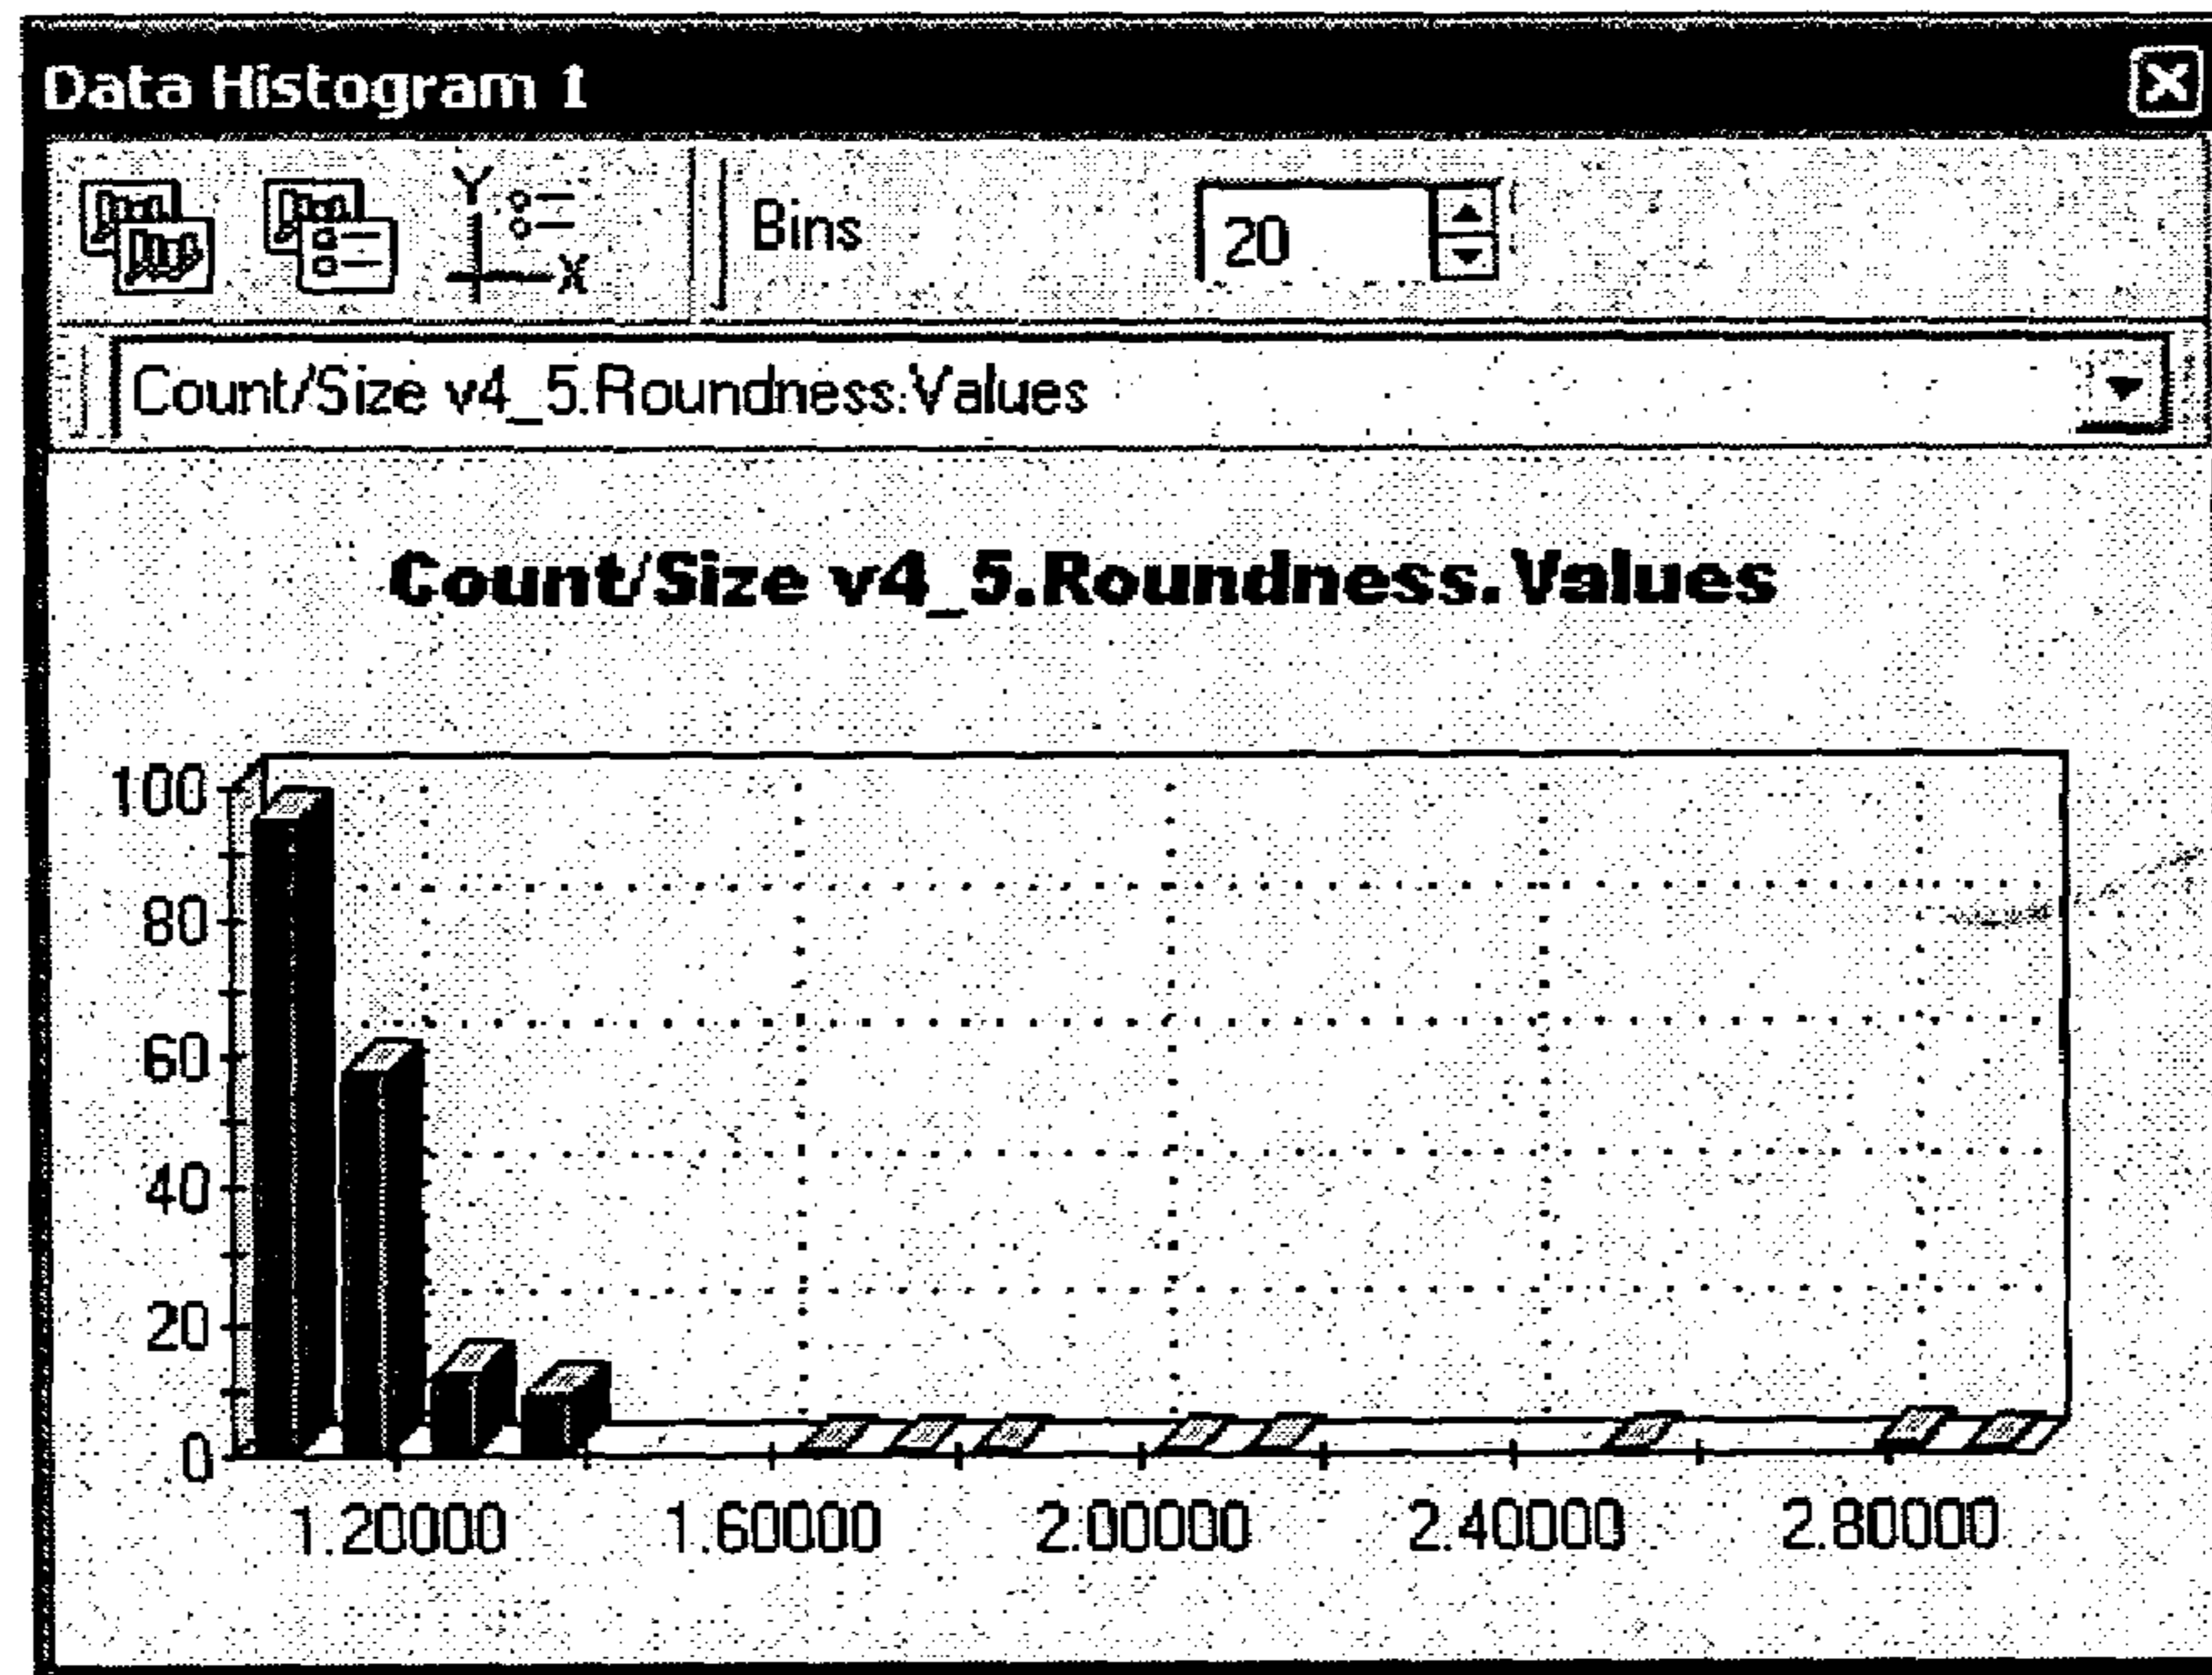 Data Histogram 1
Y
X
Bins
20
Count/Size v4_5.Roundness:Values
Count/Size v4_5.Roundness.Values
100
80
60
40
20
0
1.20000 1.60000 2.00000 2.40000 2.80000